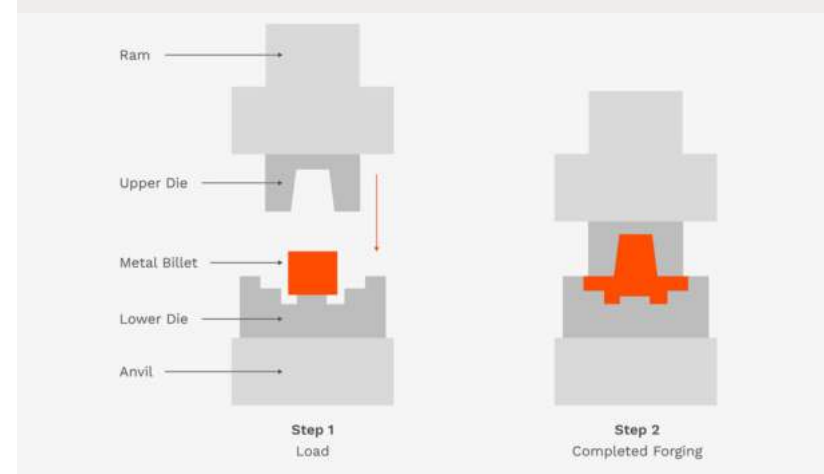 Ram
Upper Die
Metal Billet
Lower Die
Anvil
Step 1
Load
Step 2
Completed Forging